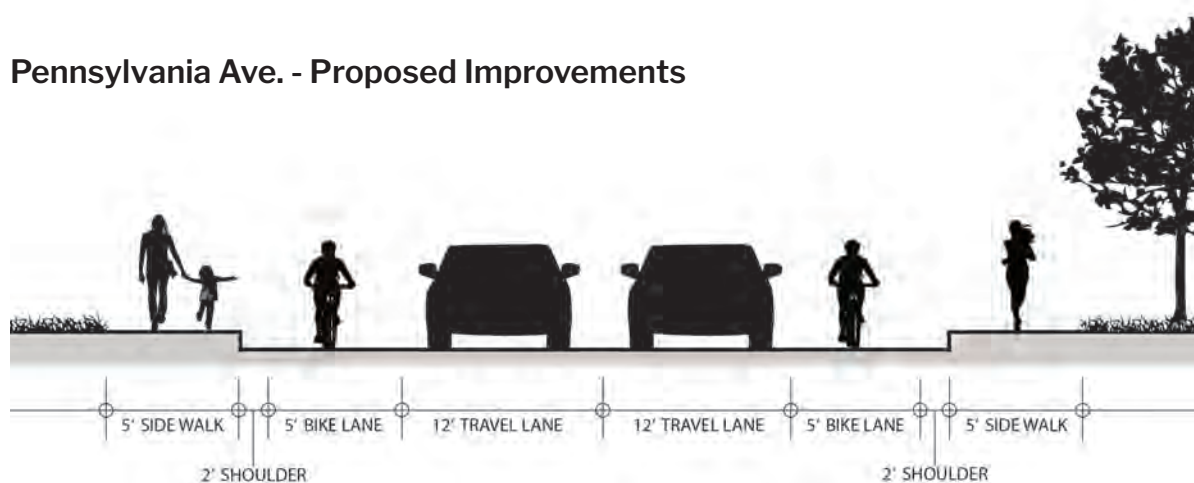 Pennsylvania Ave. - Proposed Improvements
5' SIDE WALK
5' BIKE LANE
12' TRAVEL LANE
12' TRAVEL LANE
5' BIKE LANE
5' SIDE WALK
2' SHOULDER
2' SHOULDER